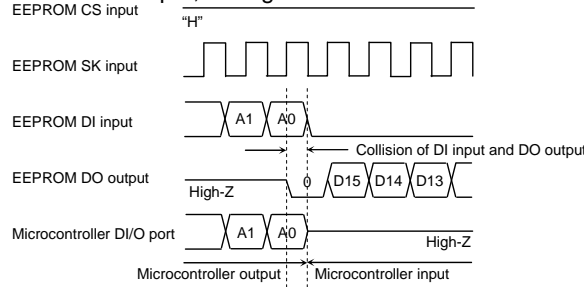 EEPROM CS input
“H”
EEPROM SK input
EEPROM DI input
A1
A0
Collision of DI input and DO output
EEPROM DO output
High-Z
0
D15
D14
D13
Microcontroller DI/O port
A1
A0
High-Z
Microcontroller output
Microcontroller input